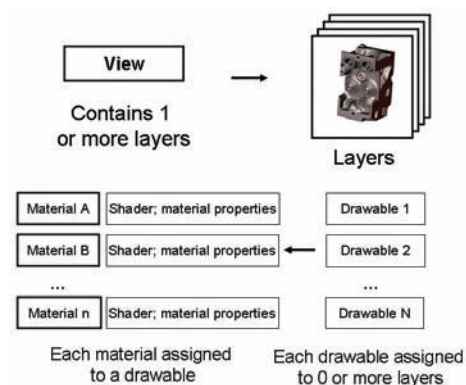 View
Contains 1
or more layers
Layers
Material A
Shader; material properties
Drawable 1
Material B
Shader; material properties
Drawable 2
...
...
Material n
Shader; material properties
Drawable N
Each material assigned
to a drawable
Each drawable assigned
to 0 or more layers